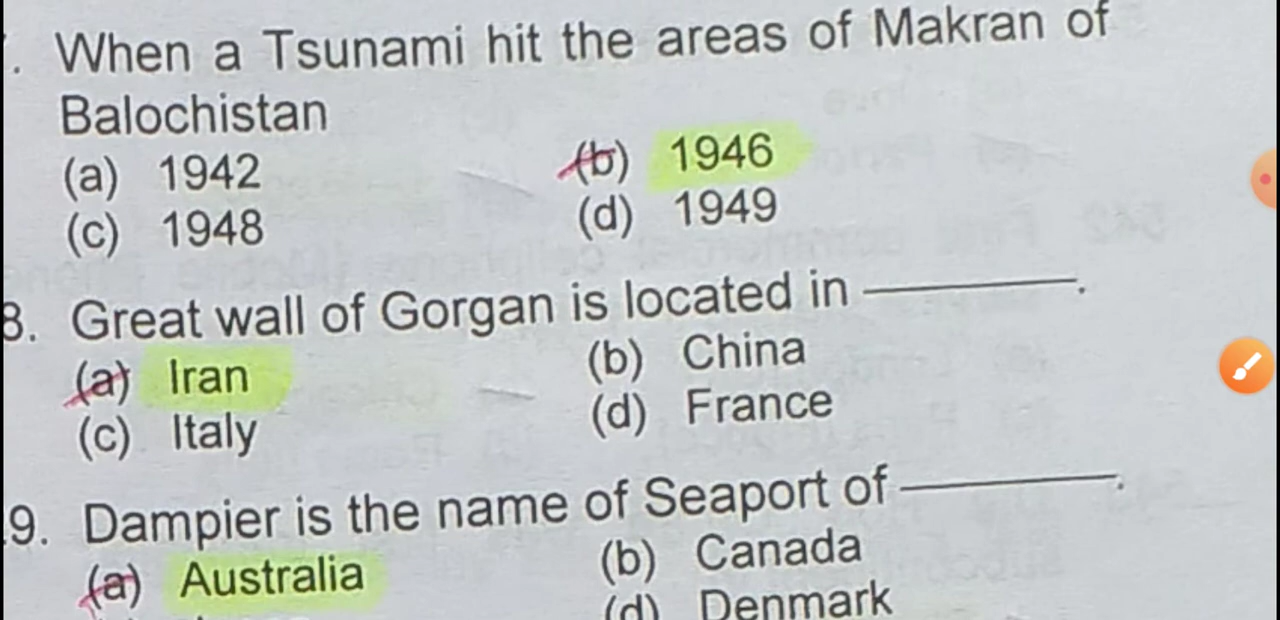 . When a Tsunami hit the areas of Makran of
Balochistan
(a) 1942 (b) 1946
(c) 1948 (d) 1949
8. Great wall of Gorgan is located in ________.
(a) Iran (b) China
(c) Italy (d) France
9. Dampier is the name of Seaport of ________.
(a) Australia (b) Canada
(d) Denmark